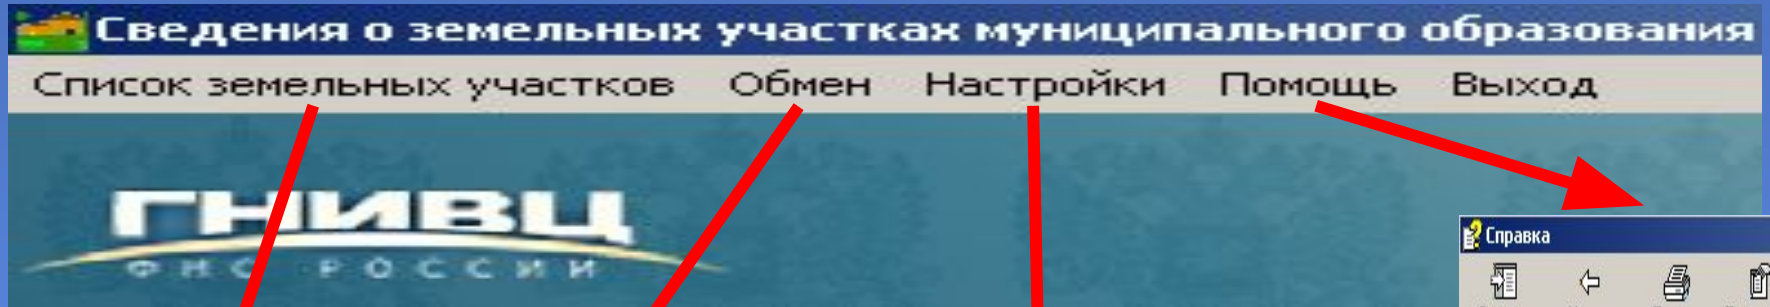 Сведения о земельных участках муниципального образования
Список земельных участков Обмен Настройки Помощь Выход
ГНИВЦ
ФНС РОССИИ
Справка